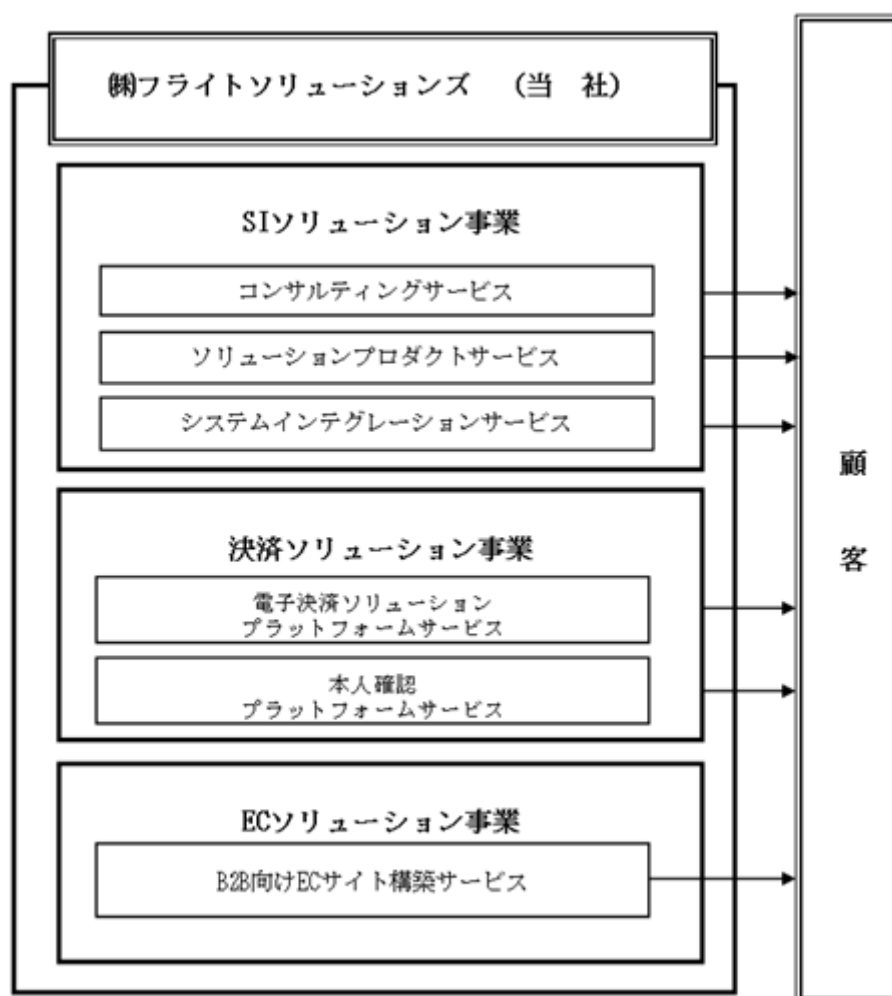 ㈱フライトソリューションズ (当 社)
SIソリューション事業
コンサルティングサービス
ソリューションプロダクトサービス
システムインテグレーションサービス
決済ソリューション事業
電子決済ソリューション
プラットフォームサービス
本人確認
プラットフォームサービス
ECソリューション事業
B2B向けECサイト構築サービス
顧
客